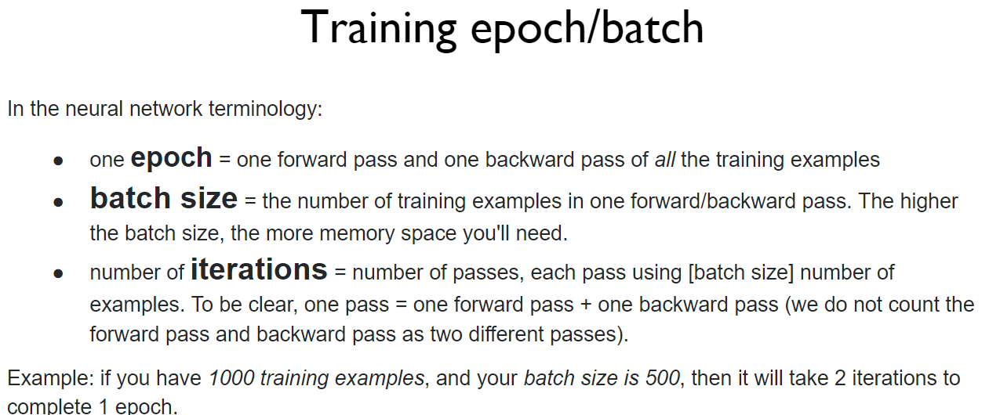 Training epoch/batch
In the neural network terminology:
● one epoch = one forward pass and one backward pass of all the training examples
● batch size = the number of training examples in one forward/backward pass. The higher
the batch size, the more memory space you'll need.
● number of iterations = number of passes, each pass using [batch size] number of
examples. To be clear, one pass = one forward pass + one backward pass (we do not count the
forward pass and backward pass as two different passes).
Example: if you have 1000 training examples, and your batch size is 500, then it will take 2 iterations to
complete 1 epoch.